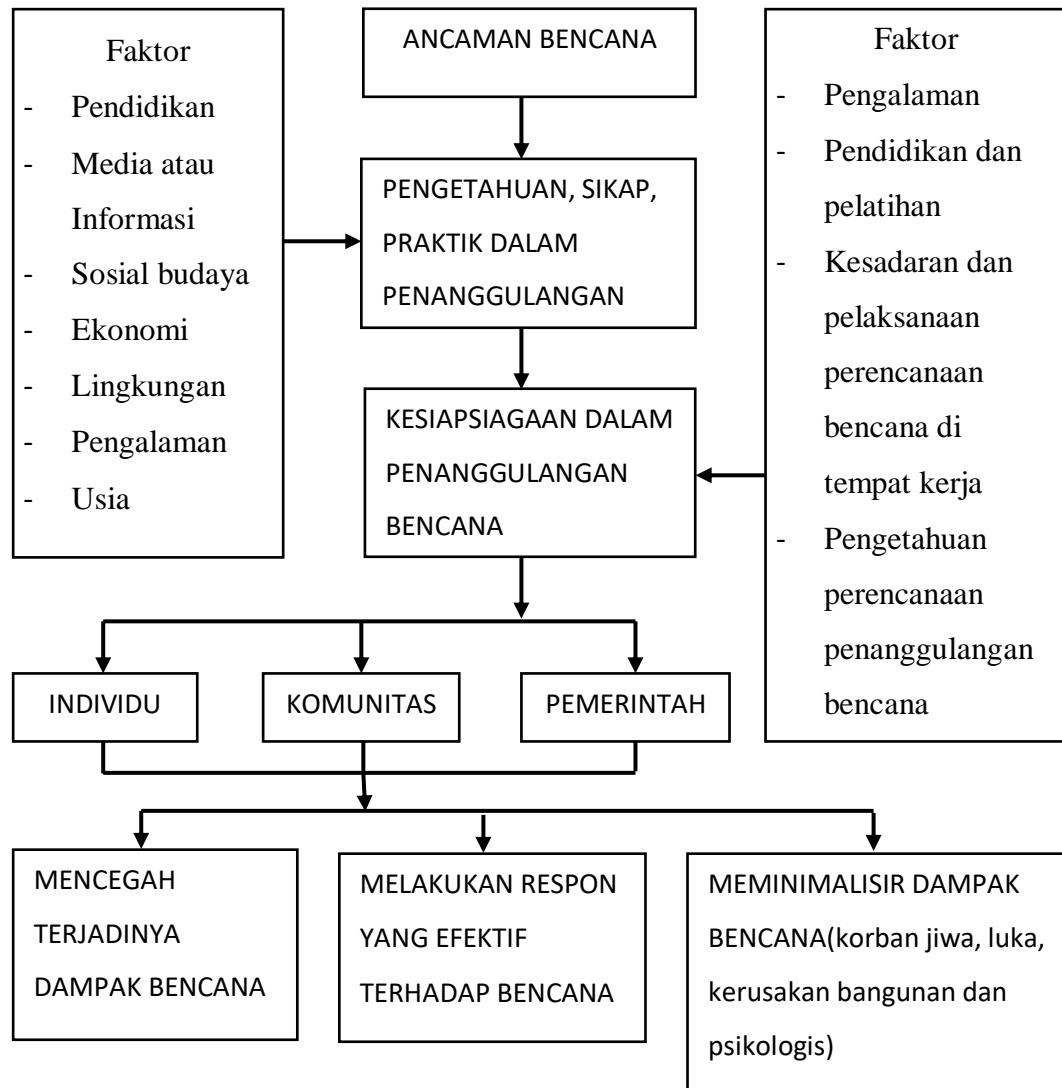 Faktor
- Pendidikan
- Media atau
Informasi
- Sosial budaya
- Ekonomi
- Lingkungan
- Pengalaman
- Usia
ANCAMAN BENCANA
PENGETAHUAN, SIKAP,
PRAKTIK DALAM
PENANGGULANGAN
KESIAPSIAGAAN DALAM
PENANGGULANGAN
BENCANA
Faktor
- Pengalaman
- Pendidikan dan
pelatihan
- Kesadaran dan
pelaksanaan
perencanaan
bencana di
tempat kerja
- Pengetahuan
perencanaan
penanggulangan
bencana
INDIVIDU
KOMUNITAS
PEMERINTAH
MENCEGAH
TERJADINYA
DAMPAK BENCANA
MELAKUKAN RESPON
YANG EFEKTIF
TERHADAP BENCANA
MEMINIMALISIR DAMPAK
BENCANA(korban jiwa, luka,
kerusakan bangunan dan
psikologis)